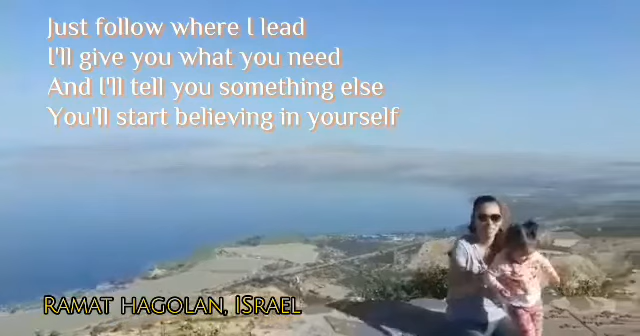 Just follow where I lead
I'll give you what you need
And I'll tell you something else
You'll start believing in yourself
Ramat hagolan, ISrael